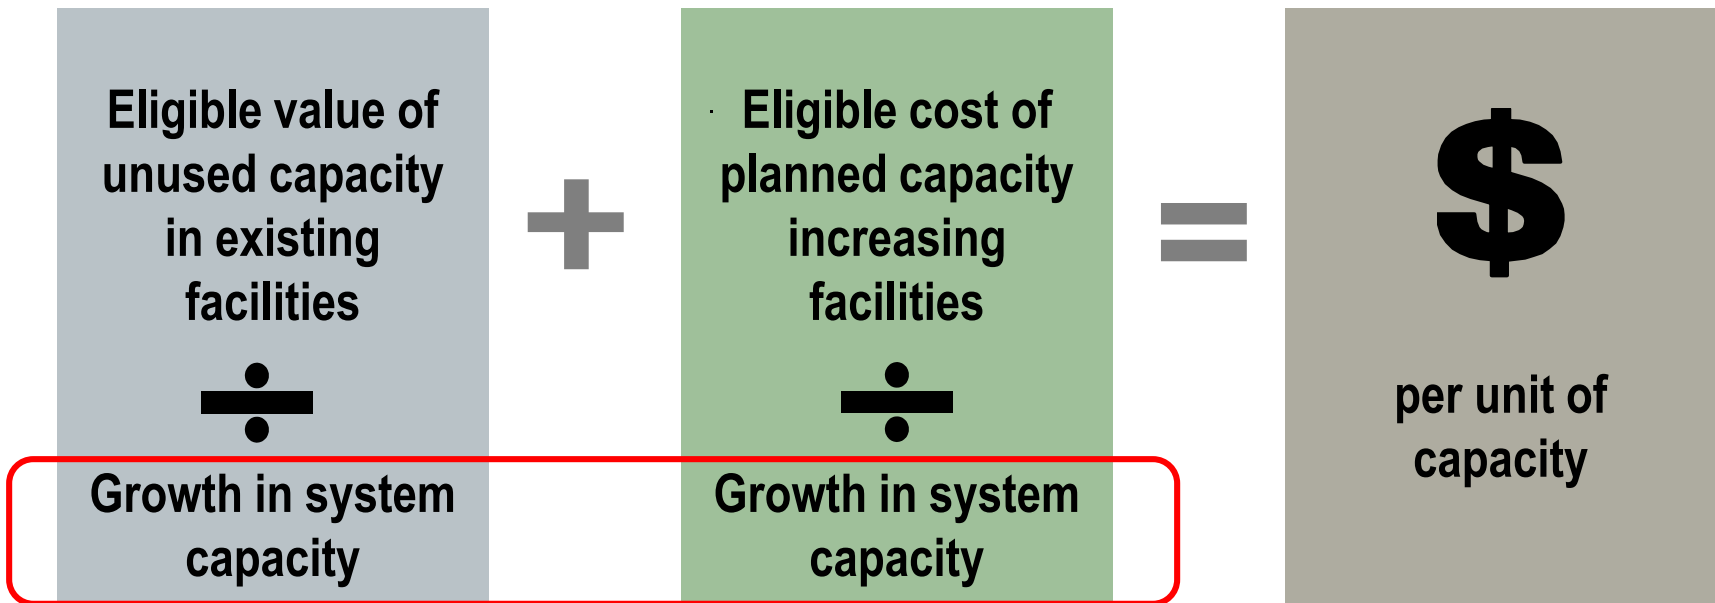 Eligible value of
unused capacity
in existing
facilities
÷
Growth in system
capacity
+
Eligible cost of
planned capacity
increasing
facilities
÷
Growth in system
capacity
=
$
per unit of
capacity